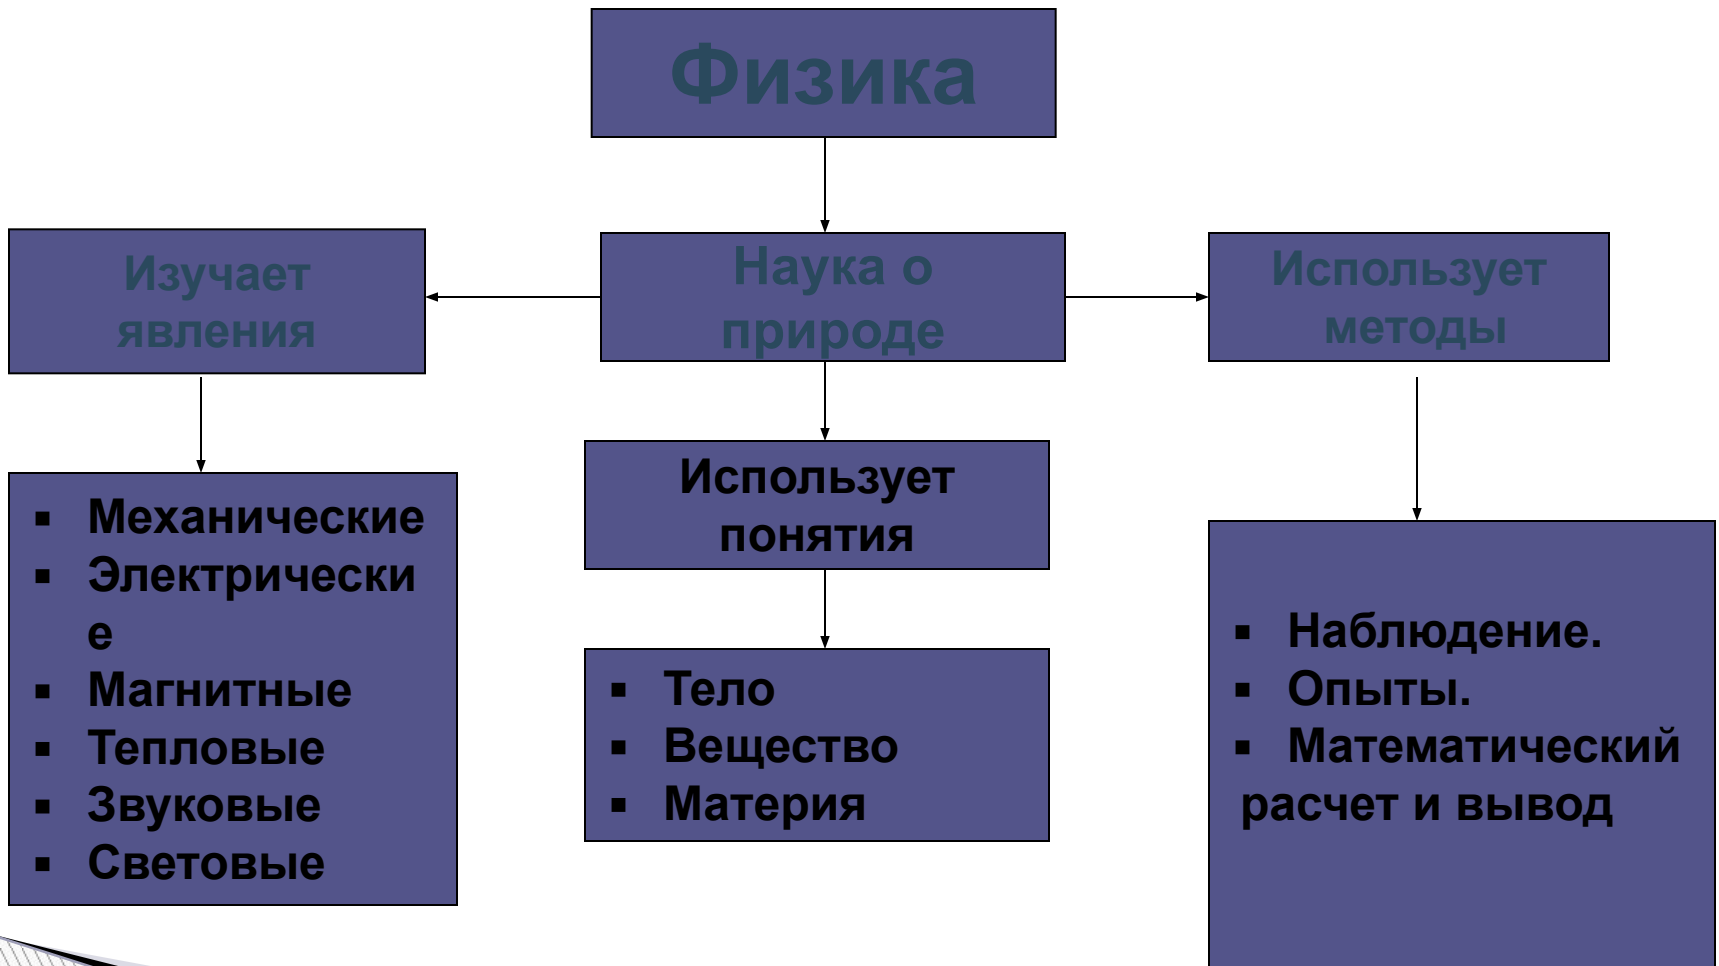 Физика
Изучает
явления
Наука о
природе
Использует
методы
▪ Механические
▪ Электрически
е
▪ Магнитные
▪ Тепловые
▪ Звуковые
▪ Световые
Использует
понятия
▪ Тело
▪ Вещество
▪ Материя
▪ Наблюдение.
▪ Опыты.
▪ Математический
расчет и вывод